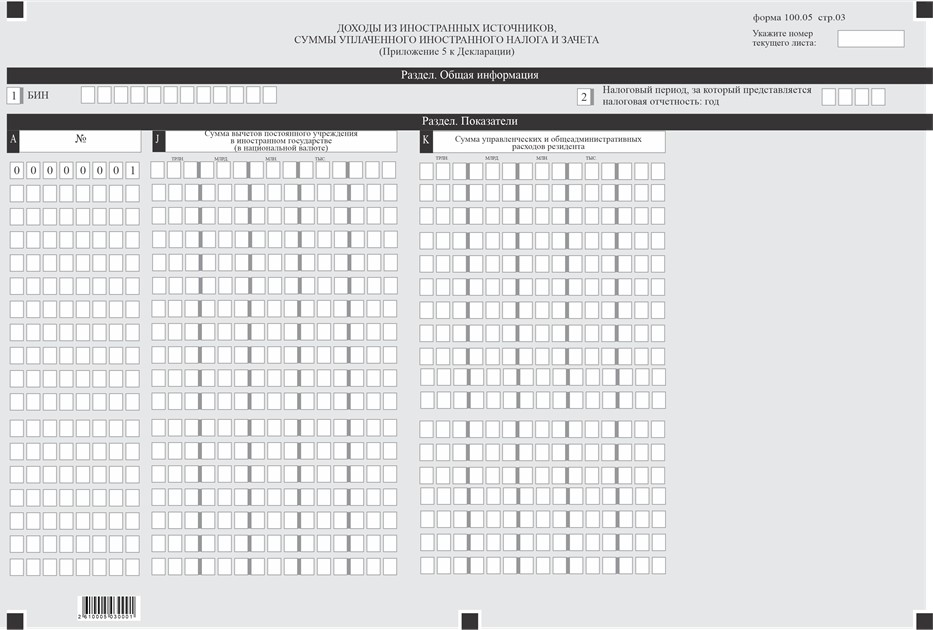 форма 100.05 стр.03
ДОХОДЫ ИЗ ИНОСТРАННЫХ ИСТОЧНИКОВ,
СУММЫ УПЛАЧЕННОГО ИНОСТРАННОГО НАЛОГА И ЗАЧЕТА
(Приложение 5 к Декларации)
Укажите номер
текущего листа:
Раздел. Общая информация
1 БИН
2 Налоговый период, за который представляется
налоговая отчетность: год
Раздел. Показатели
A №
J Сумма вычетов постоянного учреждения
в иностранном государстве
(в национальной валюте)
K Сумма управленческих и общеадминистративных
расходов резидента
ТРЛН МЛРД МЛН ТЫС
ТРЛН МЛРД МЛН ТЫС
0 0 0 0 0 0 0 1
2610005030001